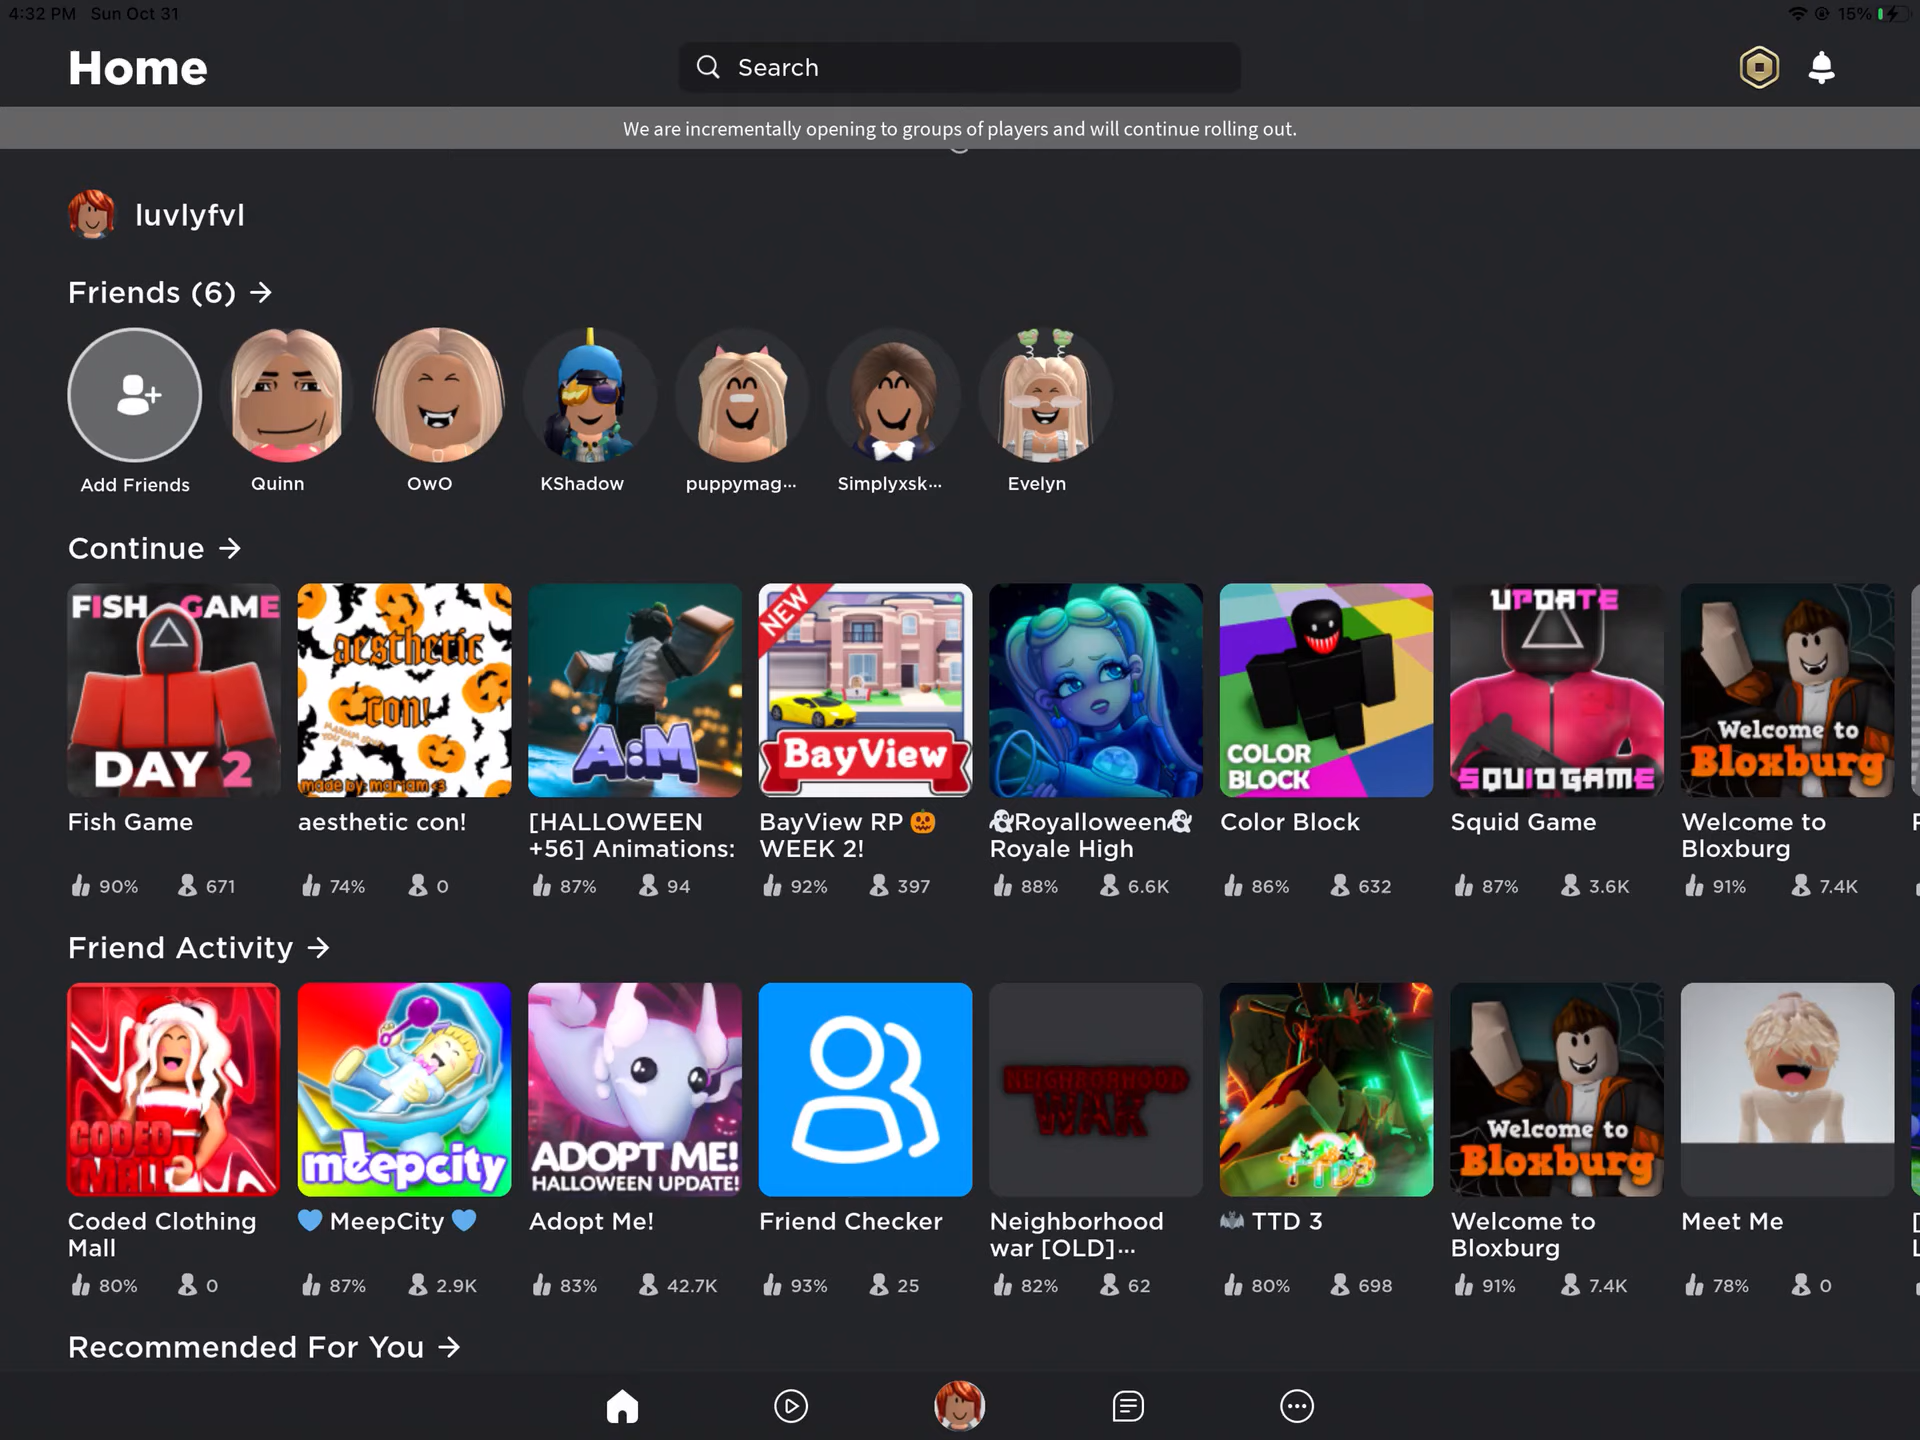 4:32 PM Sun Oct 31
15%
Home
Search
We are incrementally opening to groups of players and will continue rolling out.
luvlyfvl
Friends (6) →
Add Friends
Quinn
OwO
KShadow
puppymag...
Simplyxsk...
Evelyn
Continue →
FISH GAME
DAY 2
aesthetic
con!
made by: mariam <3
A:M
NEW
BayView
COLOR
BLOCK
UPDATE
SQUID GAME
Welcome to
Bloxburg
Fish Game
aesthetic con!
[HALLOWEEN
+56] Animations:
BayView RP 🎃
WEEK 2!
👻Royalloween👻
Royale High
Color Block
Squid Game
Welcome to
Bloxburg
90% 671
74% 0
87% 94
92% 397
88% 6.6K
86% 632
87% 3.6K
91% 7.4K
Friend Activity →
CODED
MALL
meepcity
ADOPT ME!
HALLOWEEN UPDATE!
NEIGHBORHOOD
WAR
TTD3
Welcome to
Bloxburg
Coded Clothing
Mall
💙 MeepCity 💙
Adopt Me!
Friend Checker
Neighborhood
war [OLD]...
🦇 TTD 3
Welcome to
Bloxburg
Meet Me
80% 0
87% 2.9K
83% 42.7K
93% 25
82% 62
80% 698
91% 7.4K
78% 0
Recommended For You →